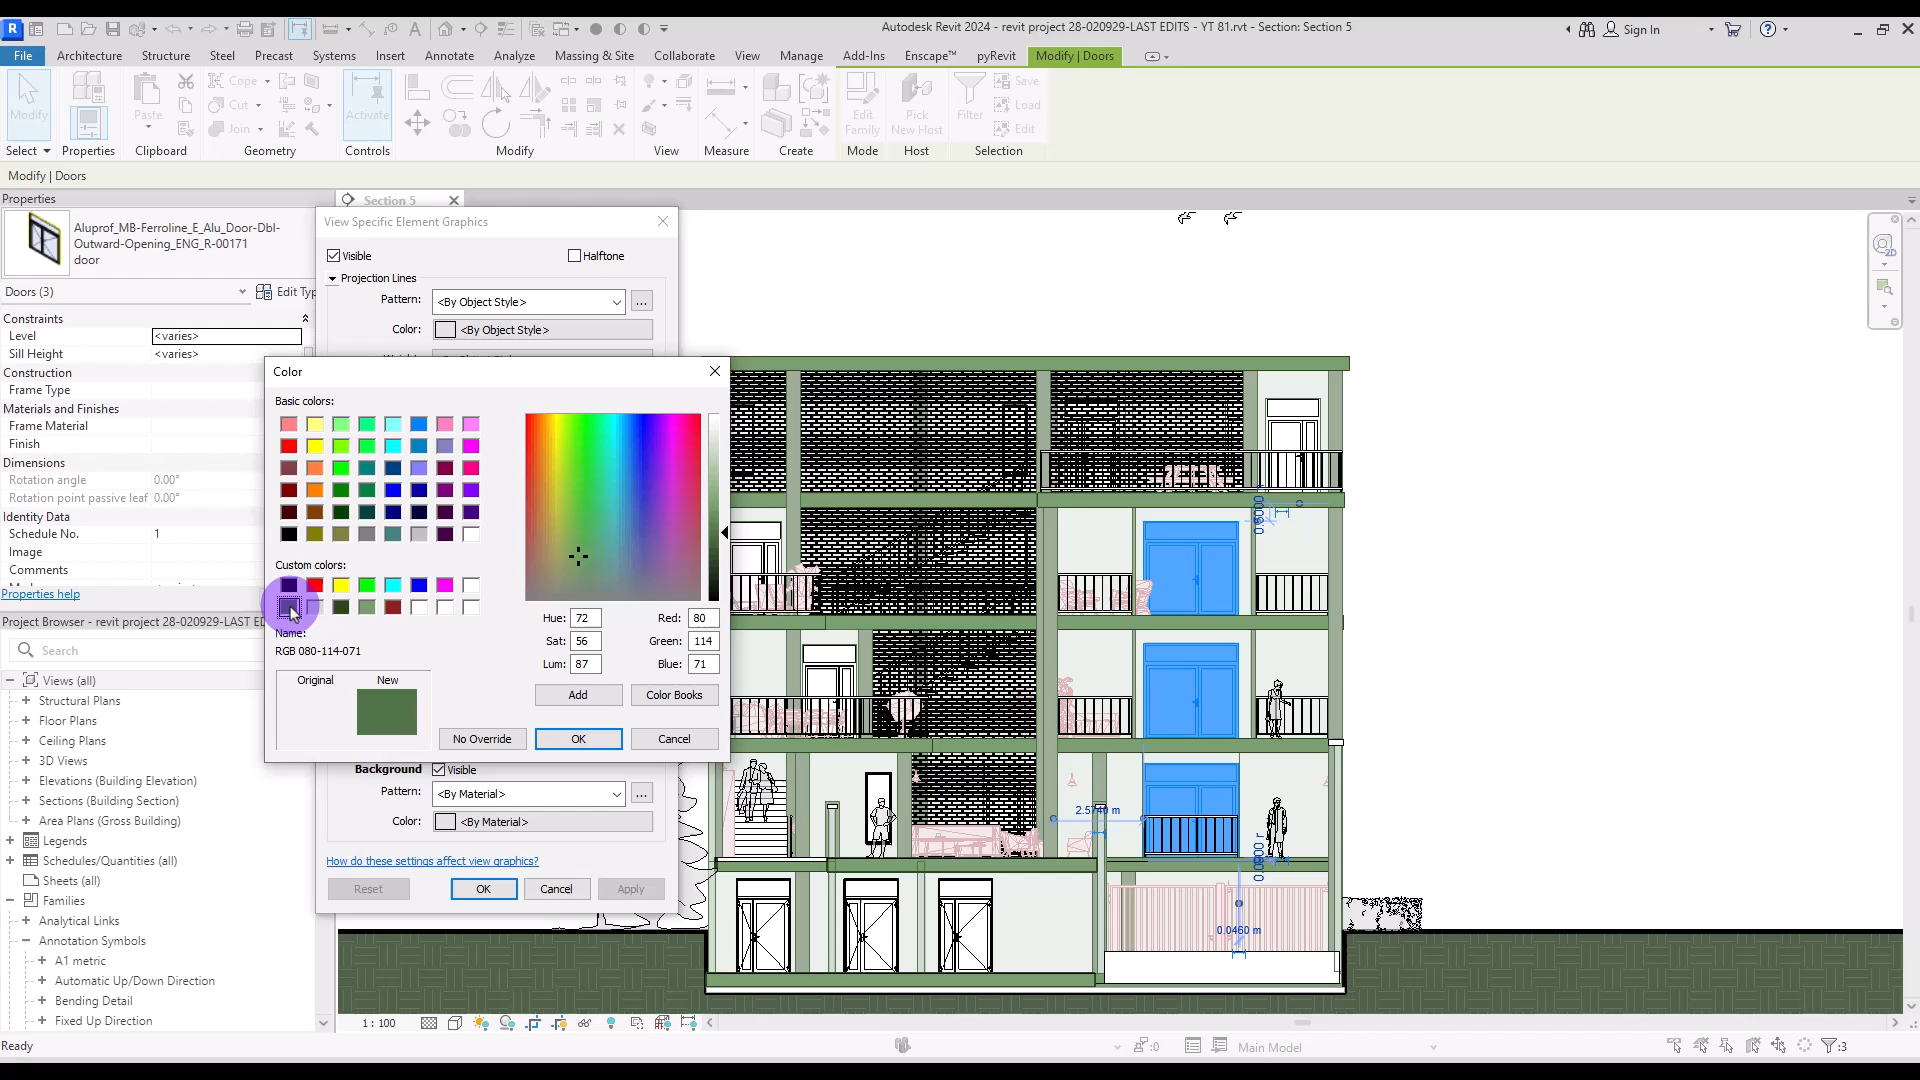 Autodesk Revit 2024 - revit project 28-020929-LAST EDITS - YT 81.rvt - Section: Section 5
Sign In
File
Architecture
Structure
Steel
Precast
Systems
Insert
Annotate
Analyze
Massing & Site
Collaborate
View
Manage
Add-Ins
Enscape™
pyRevit
Modify | Doors
Modify
Paste
Cope
Cut
Join
Activate
Edit Family
Pick New Host
Filter
Save
Load
Edit
Select
Properties
Clipboard
Geometry
Controls
Modify
View
Measure
Create
Mode
Host
Selection
Modify | Doors
Properties
Aluprof_MB-Ferroline_E_Alu_Door-Dbl-
Outward-Opening_ENG_R-00171
door
Doors (3)
Edit Typ
Constraints
Level <varies>
Sill Height <varies>
Construction
Frame Type
Materials and Finishes
Frame Material
Finish
Dimensions
Rotation angle 0.00°
Rotation point passive leaf 0.00°
Identity Data
Schedule No. 1
Image
Comments
Properties help
Project Browser - revit project 28-020929-LAST ED
Search
Views (all)
Structural Plans
Floor Plans
Ceiling Plans
3D Views
Elevations (Building Elevation)
Sections (Building Section)
Area Plans (Gross Building)
Legends
Schedules/Quantities (all)
Sheets (all)
Families
Analytical Links
Annotation Symbols
A1 metric
Automatic Up/Down Direction
Bending Detail
Fixed Up Direction
Section 5
View Specific Element Graphics
Visible
Halftone
Projection Lines
Pattern: <By Object Style> ...
Color: <By Object Style>
Color
Basic colors:
Custom colors:
Name:
RGB 080-114-071
Original New
Hue: 72 Red: 80
Sat: 56 Green: 114
Lum: 87 Blue: 71
Add Color Books
No Override OK Cancel
Background Visible
Pattern: <By Material> ...
Color: <By Material>
How do these settings affect view graphics?
Reset OK Cancel Apply
2.5740 m
0.0460 m
1 : 100
Ready
:0
Main Model
:3
2D